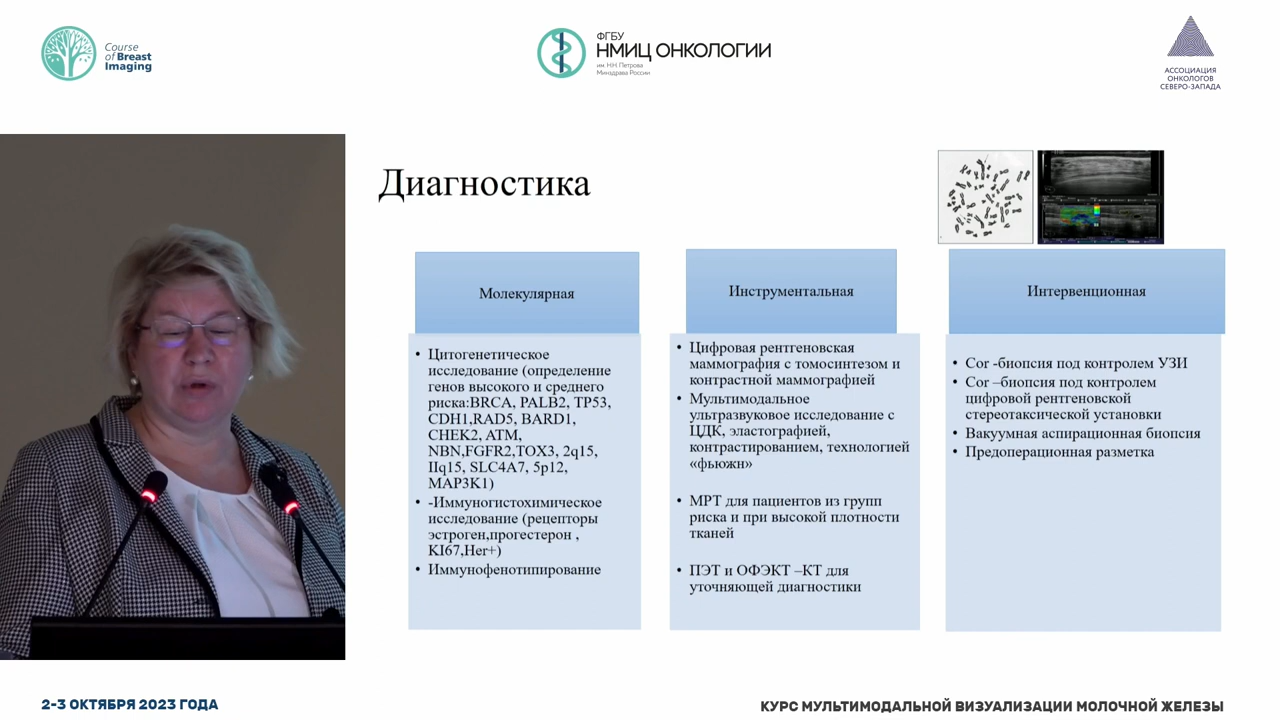 Course
of Breast
Imaging
ФГБУ
НМИЦ ОНКОЛОГИИ
им. Н.Н. Петрова
Минздрава России
АССОЦИАЦИЯ
ОНКОЛОГОВ
СЕВЕРО-ЗАПАДА
Диагностика
Молекулярная
• Цитогенетическое
исследование (определение
генов высокого и среднего
риска:BRCA, PALB2, TP53,
CDH1,RAD5, BARD1,
CHEK2, ATM,
NBN,FGFR2,TOX3, 2q15,
IIq15, SLC4A7, 5p12,
MAP3K1)
• -Иммуногистохимическое
исследование (рецепторы
эстроген,прогестерон ,
KI67,Her+)
• Иммунофенотипирование
Инструментальная
• Цифровая рентгеновская
маммография с томосинтезом и
контрастной маммографией
• Мультимодальное
ультразвуковое исследование с
ЦДК, эластографией,
контрастированием, технологией
«фьюжн»
• МРТ для пациентов из групп
риска и при высокой плотности
тканей
• ПЭТ и ОФЭКТ –КТ для
уточняющей диагностики
Интервенционная
• Cor -биопсия под контролем УЗИ
• Cor –биопсия под контролем
цифровой рентгеновской
стереотаксической установки
• Вакуумная аспирационная биопсия
• Предоперационная разметка
2-3 ОКТЯБРЯ 2023 ГОДА
КУРС МУЛЬТИМОДАЛЬНОЙ ВИЗУАЛИЗАЦИИ МОЛОЧНОЙ ЖЕЛЕЗЫ